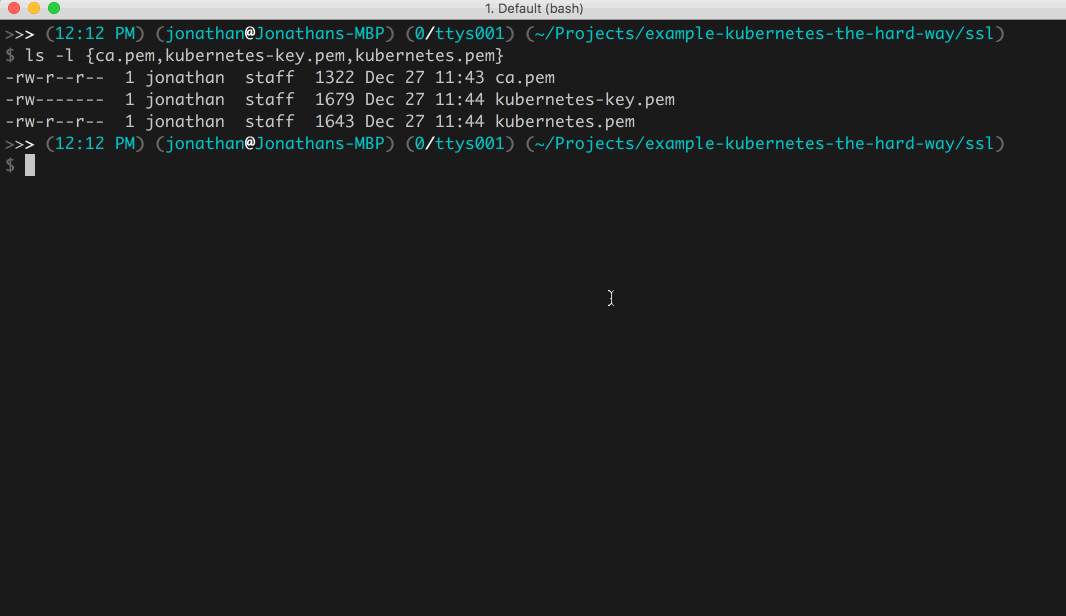 1. Default (bash)
>>> (12:12 PM) (jonathan@Jonathans-MBP) (0/ttys001) (~/Projects/example-kubernetes-the-hard-way/ssl)
$ ls -l {ca.pem,kubernetes-key.pem,kubernetes.pem}
-rw-r--r--  1 jonathan  staff  1322 Dec 27 11:43 ca.pem
-rw-------  1 jonathan  staff  1679 Dec 27 11:44 kubernetes-key.pem
-rw-r--r--  1 jonathan  staff  1643 Dec 27 11:44 kubernetes.pem
>>> (12:12 PM) (jonathan@Jonathans-MBP) (0/ttys001) (~/Projects/example-kubernetes-the-hard-way/ssl)
$